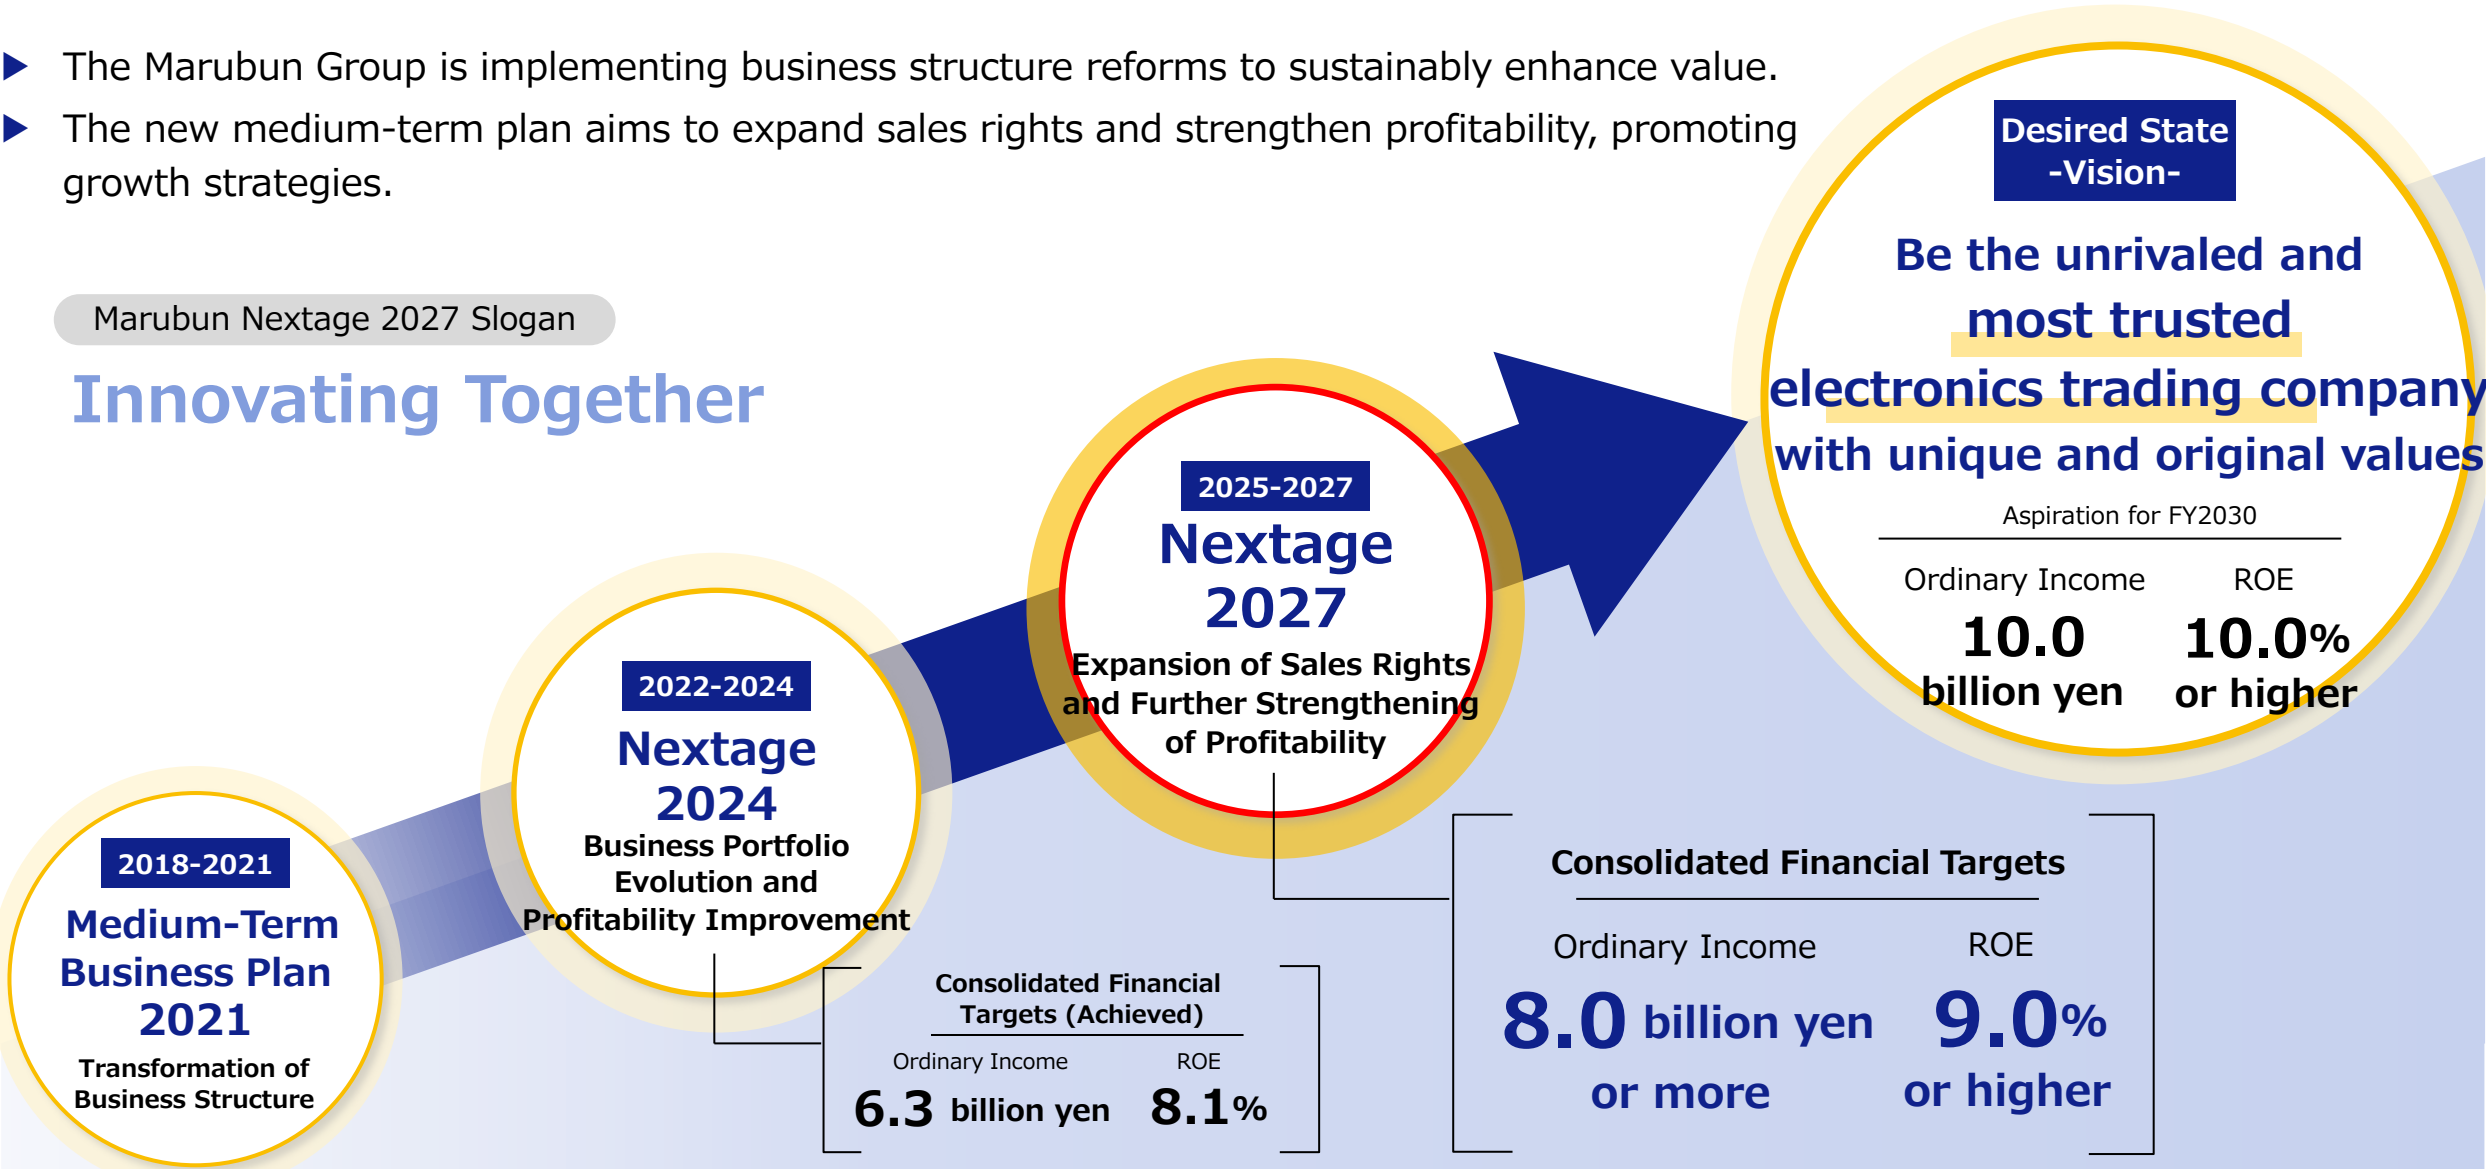 The Marubun Group is implementing business structure reforms to sustainably enhance value.
The new medium-term plan aims to expand sales rights and strengthen profitability, promoting
growth strategies.
Marubun Nextage 2027 Slogan
Innovating Together
2018-2021
Medium-Term
Business Plan
2021
Transformation of
Business Structure
2022-2024
Nextage
2024
Business Portfolio
Evolution and
Profitability Improvement
Consolidated Financial
Targets (Achieved)
Ordinary Income ROE
6.3 billion yen 8.1%
2025-2027
Nextage
2027
Expansion of Sales Rights
and Further Strengthening
of Profitability
Consolidated Financial Targets
Ordinary Income ROE
8.0 billion yen 9.0%
or more or higher
Desired State
-Vision-
Be the unrivaled and
most trusted
electronics trading company
with unique and original values
Aspiration for FY2030
Ordinary Income ROE
10.0 10.0%
billion yen or higher